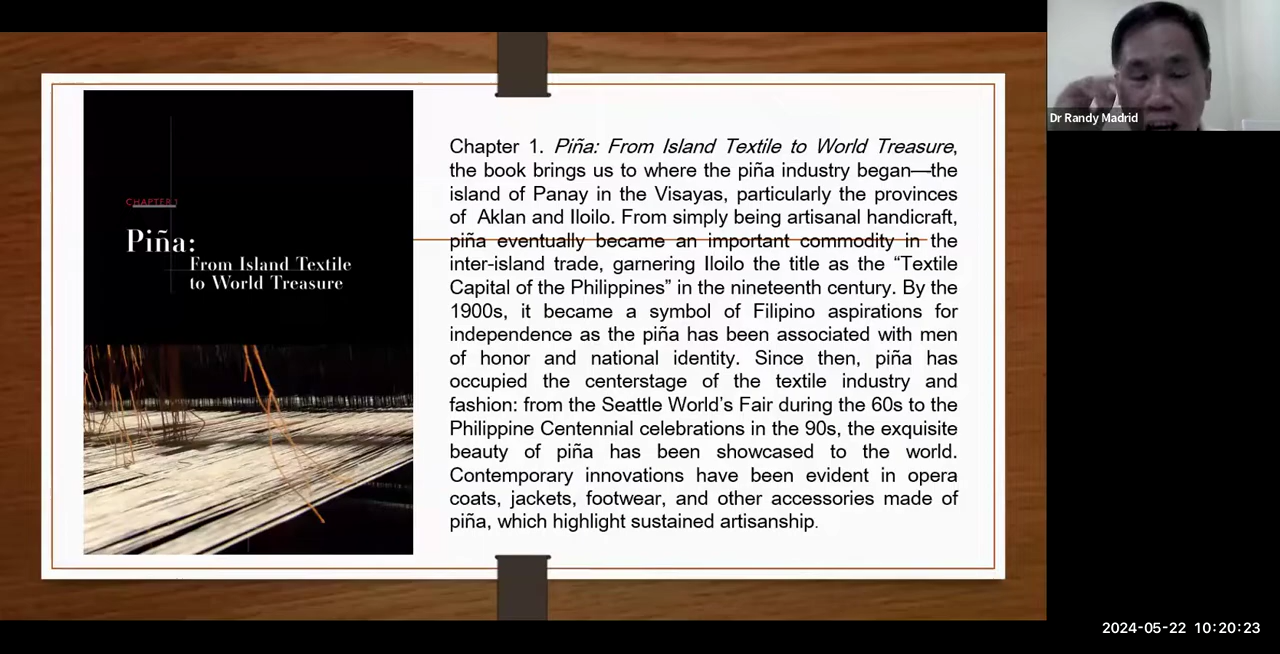 CHAPTER 1
Piña:
From Island Textile
to World Treasure
Chapter 1. Piña: From Island Textile to World Treasure,
the book brings us to where the piña industry began—the
island of Panay in the Visayas, particularly the provinces
of Aklan and Iloilo. From simply being artisanal handicraft,
piña eventually became an important commodity in the
inter-island trade, garnering Iloilo the title as the “Textile
Capital of the Philippines” in the nineteenth century. By the
1900s, it became a symbol of Filipino aspirations for
independence as the piña has been associated with men
of honor and national identity. Since then, piña has
occupied the centerstage of the textile industry and
fashion: from the Seattle World’s Fair during the 60s to the
Philippine Centennial celebrations in the 90s, the exquisite
beauty of piña has been showcased to the world.
Contemporary innovations have been evident in opera
coats, jackets, footwear, and other accessories made of
piña, which highlight sustained artisanship.
Dr Randy Madrid
2024-05-22 10:20:23